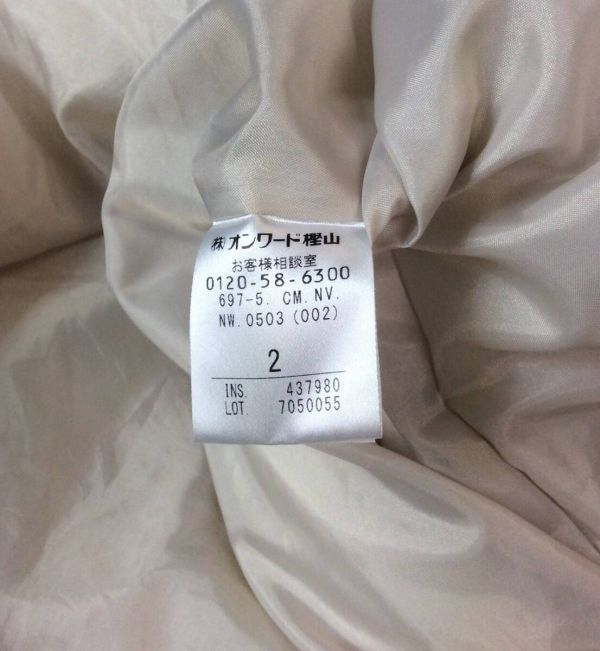 ㈱オンワード樫山
お客様相談室
0120-58-6300
697-5. CM. NV.
NW. 0503 (002)
2
INS. 437980
LOT. 7050055